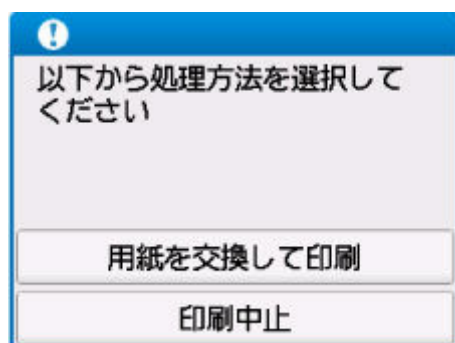 以下から処理方法を選択して
ください
用紙を交換して印刷
印刷中止